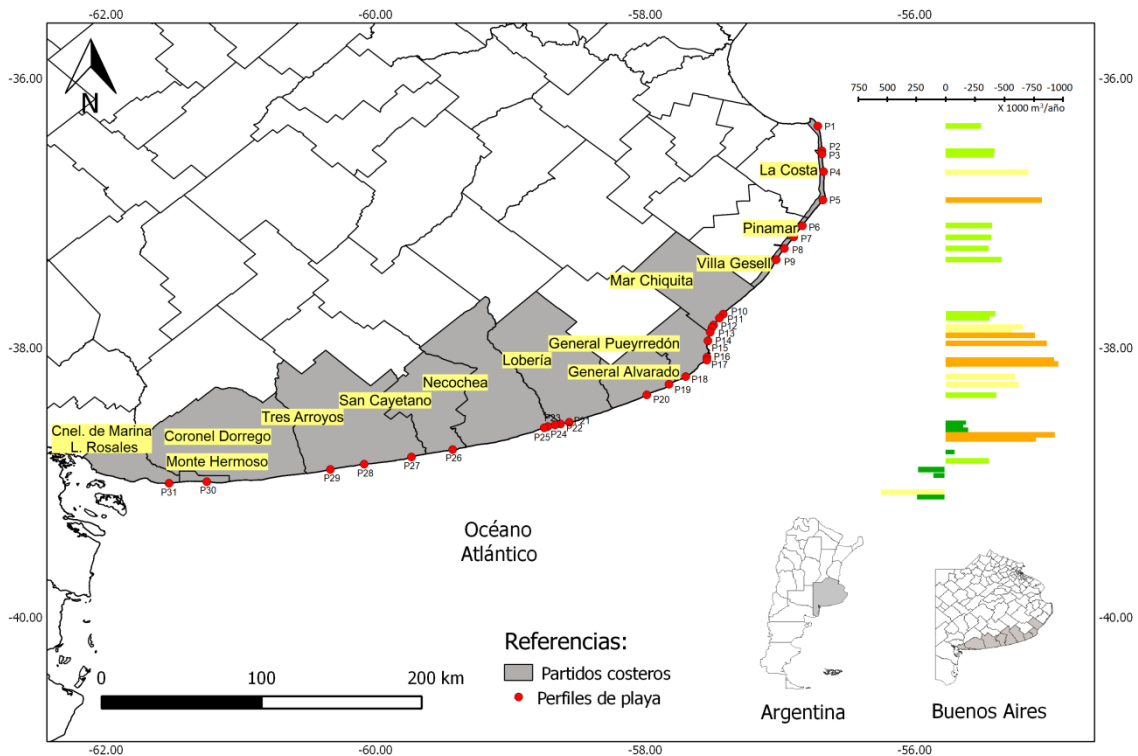 -62.00
-60.00
-58.00
-56.00
-36.00
-36.00
N
750
500
250
0
-250
-500
-750
-1000
X 1000 m³/año
P1
P2
P3
La Costa
P4
P5
P6
Pinamar
P7
P8
Villa Gesell
P9
Mar Chiquita
P10
P11
P12
P13
-38.00
-38.00
General Pueyrredón
P14
P15
Lobería
P16
P17
General Alvarado
P18
P19
Necochea
P20
San Cayetano
Tres Arroyos
P23
P21
P22
P25
P24
Cnel. de Marina
L. Rosales
Coronel Dorrego
P26
Monte Hermoso
P27
P28
P29
P31
P30
Océano
Atlántico
-40.00
-40.00
Referencias:
Partidos costeros
Perfiles de playa
0
100
200 km
Argentina
Buenos Aires
-62.00
-60.00
-58.00
-56.00